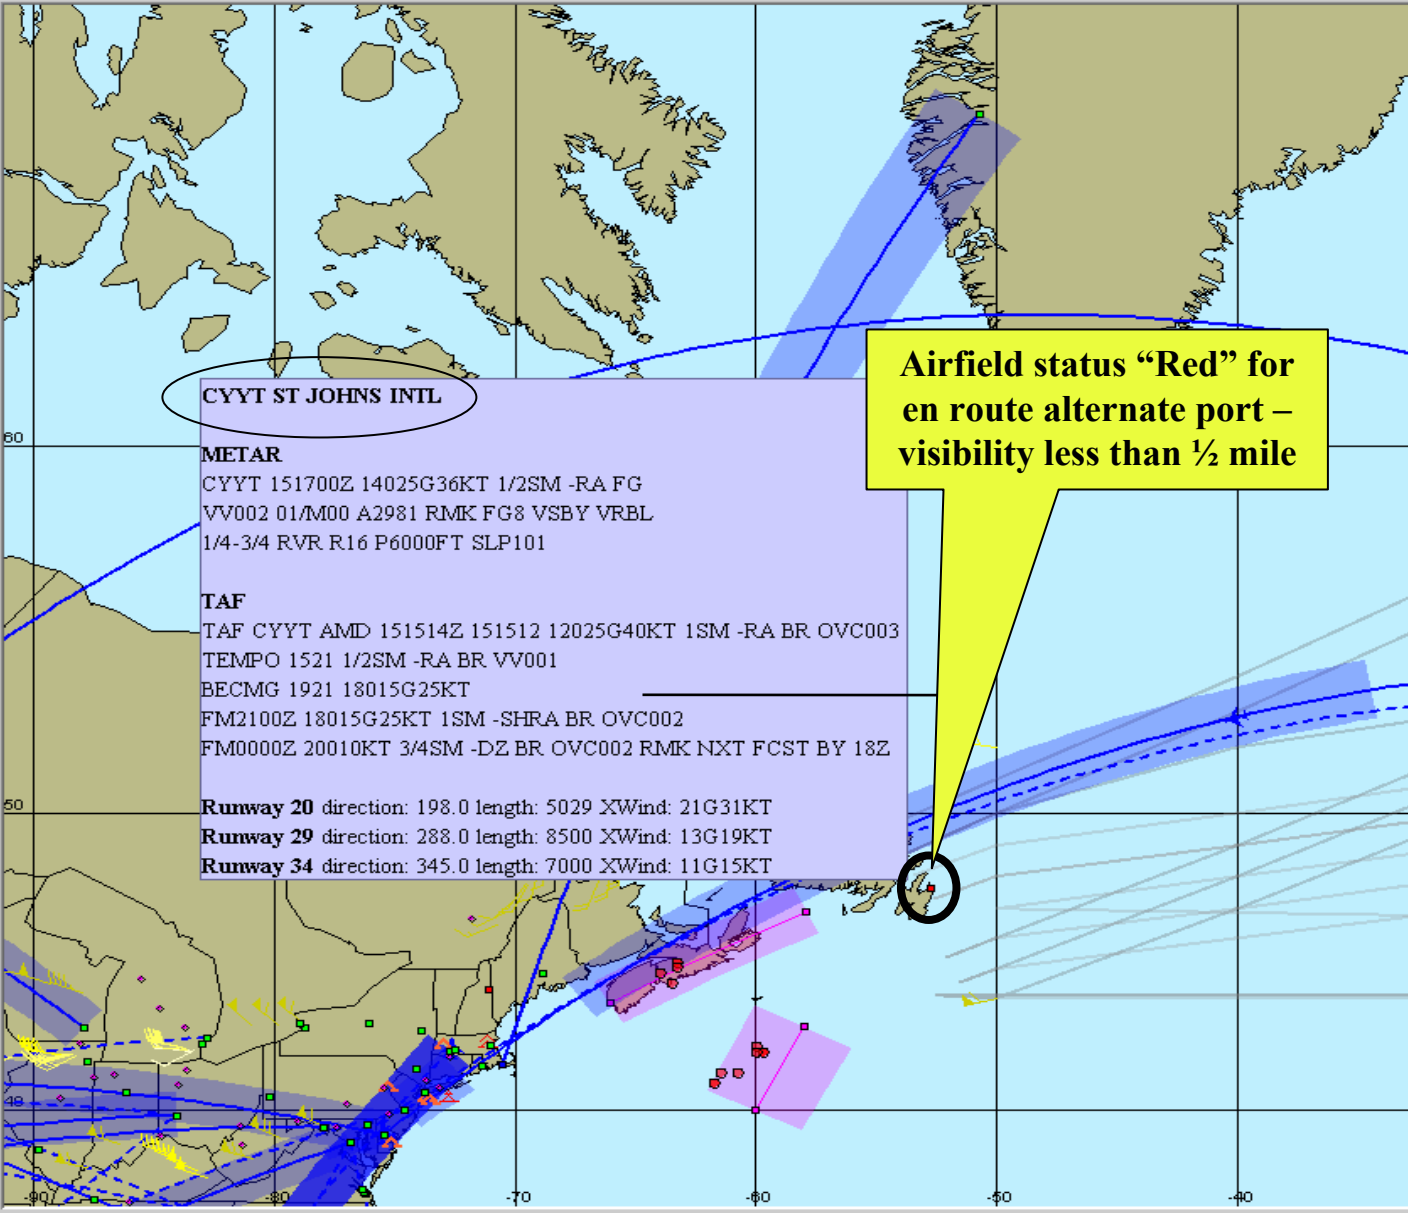 Airfield status “Red” for
en route alternate port –
visibility less than ½ mile
CYYT ST JOHNS INTL
METAR
CYYT 151700Z 14025G36KT 1/2SM -RA FG
VV002 01/M00 A2981 RMK FG8 VSBY VRBL
1/4-3/4 RVR R16 P6000FT SLP101
TAF
TAF CYYT AMD 151514Z 151512 12025G40KT 1SM -RA BR OVC003
TEMPO 1521 1/2SM -RA BR VV001
BECMG 1921 18015G25KT
FM2100Z 18015G25KT 1SM -SHRA BR OVC002
FM0000Z 20010KT 3/4SM -DZ BR OVC002 RMK NXT FCST BY 18Z
Runway 20 direction: 198.0 length: 5029 XWind: 21G31KT
Runway 29 direction: 288.0 length: 8500 XWind: 13G19KT
Runway 34 direction: 345.0 length: 7000 XWind: 11G15KT
60
50
40
-90 -80 -70 -60 -50 -40